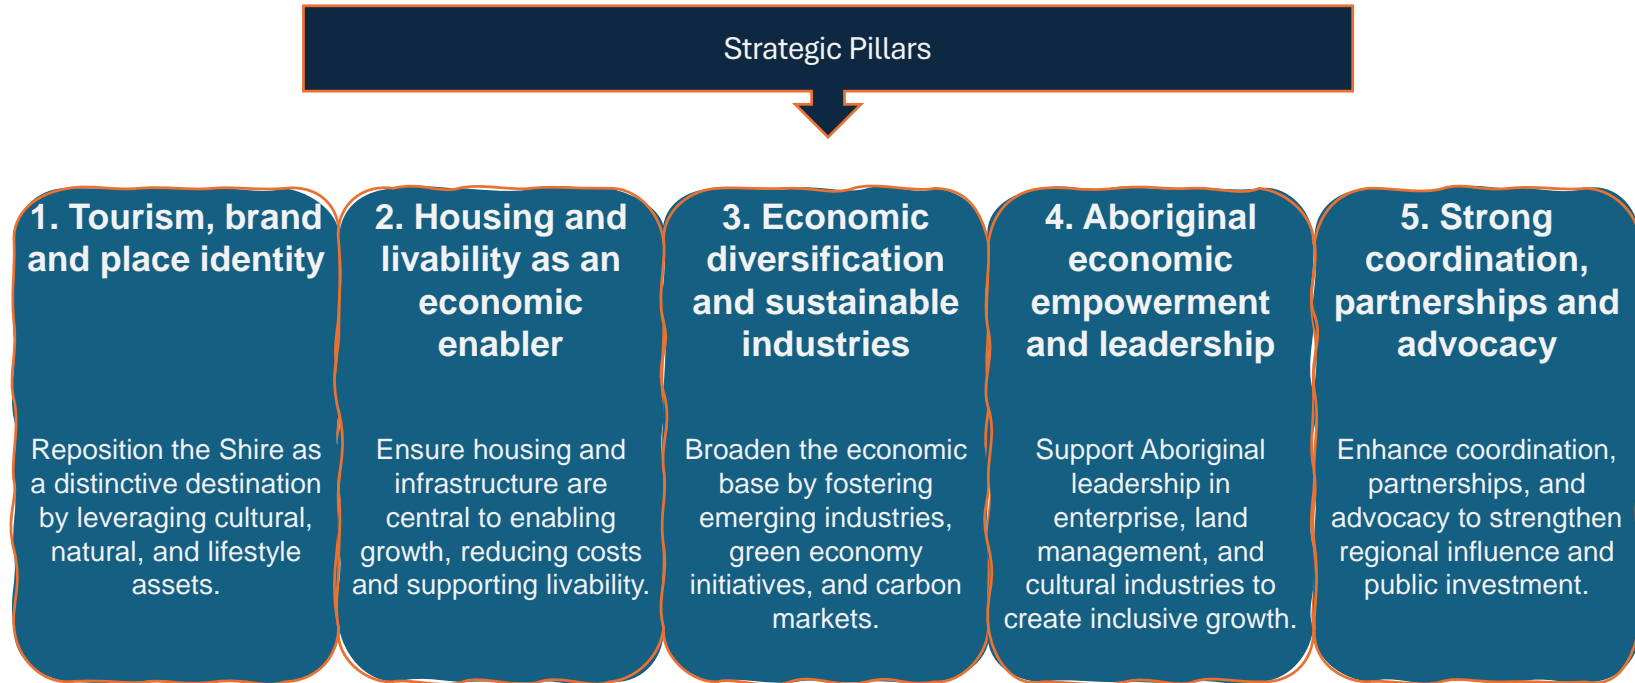 Strategic Pillars
1. Tourism, brand
and place identity
Reposition the Shire as
a distinctive destination
by leveraging cultural,
natural, and lifestyle
assets.
2. Housing and
livability as an
economic
enabler
Ensure housing and
infrastructure are
central to enabling
growth, reducing costs
and supporting livability.
3. Economic
diversification
and sustainable
industries
Broaden the economic
base by fostering
emerging industries,
green economy
initiatives, and carbon
markets.
4. Aboriginal
economic
empowerment
and leadership
Support Aboriginal
leadership in
enterprise, land
management, and
cultural industries to
create inclusive growth.
5. Strong
coordination,
partnerships and
advocacy
Enhance coordination,
partnerships, and
advocacy to strengthen
regional influence and
public investment.